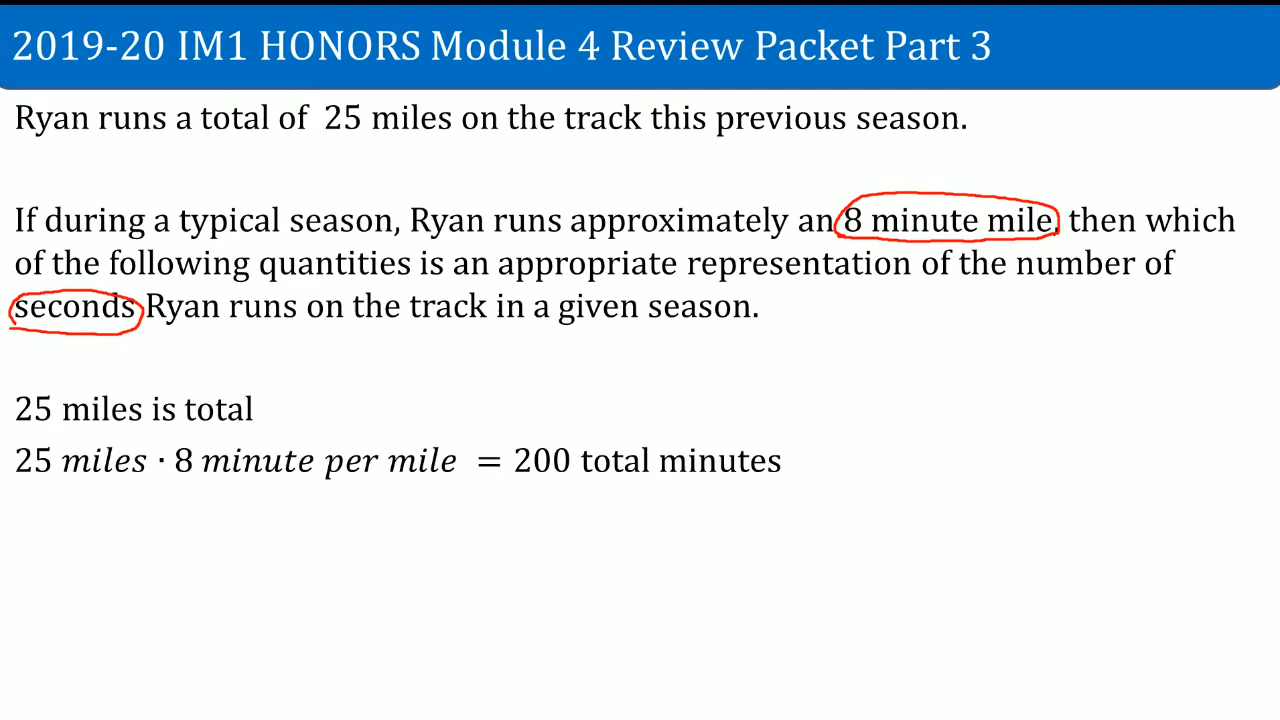 2019-20 IM1 HONORS Module 4 Review Packet Part 3
Ryan runs a total of 25 miles on the track this previous season.
If during a typical season, Ryan runs approximately an 8 minute mile, then which
of the following quantities is an appropriate representation of the number of
seconds Ryan runs on the track in a given season.
25 miles is total
25 miles · 8 minute per mile = 200 total minutes